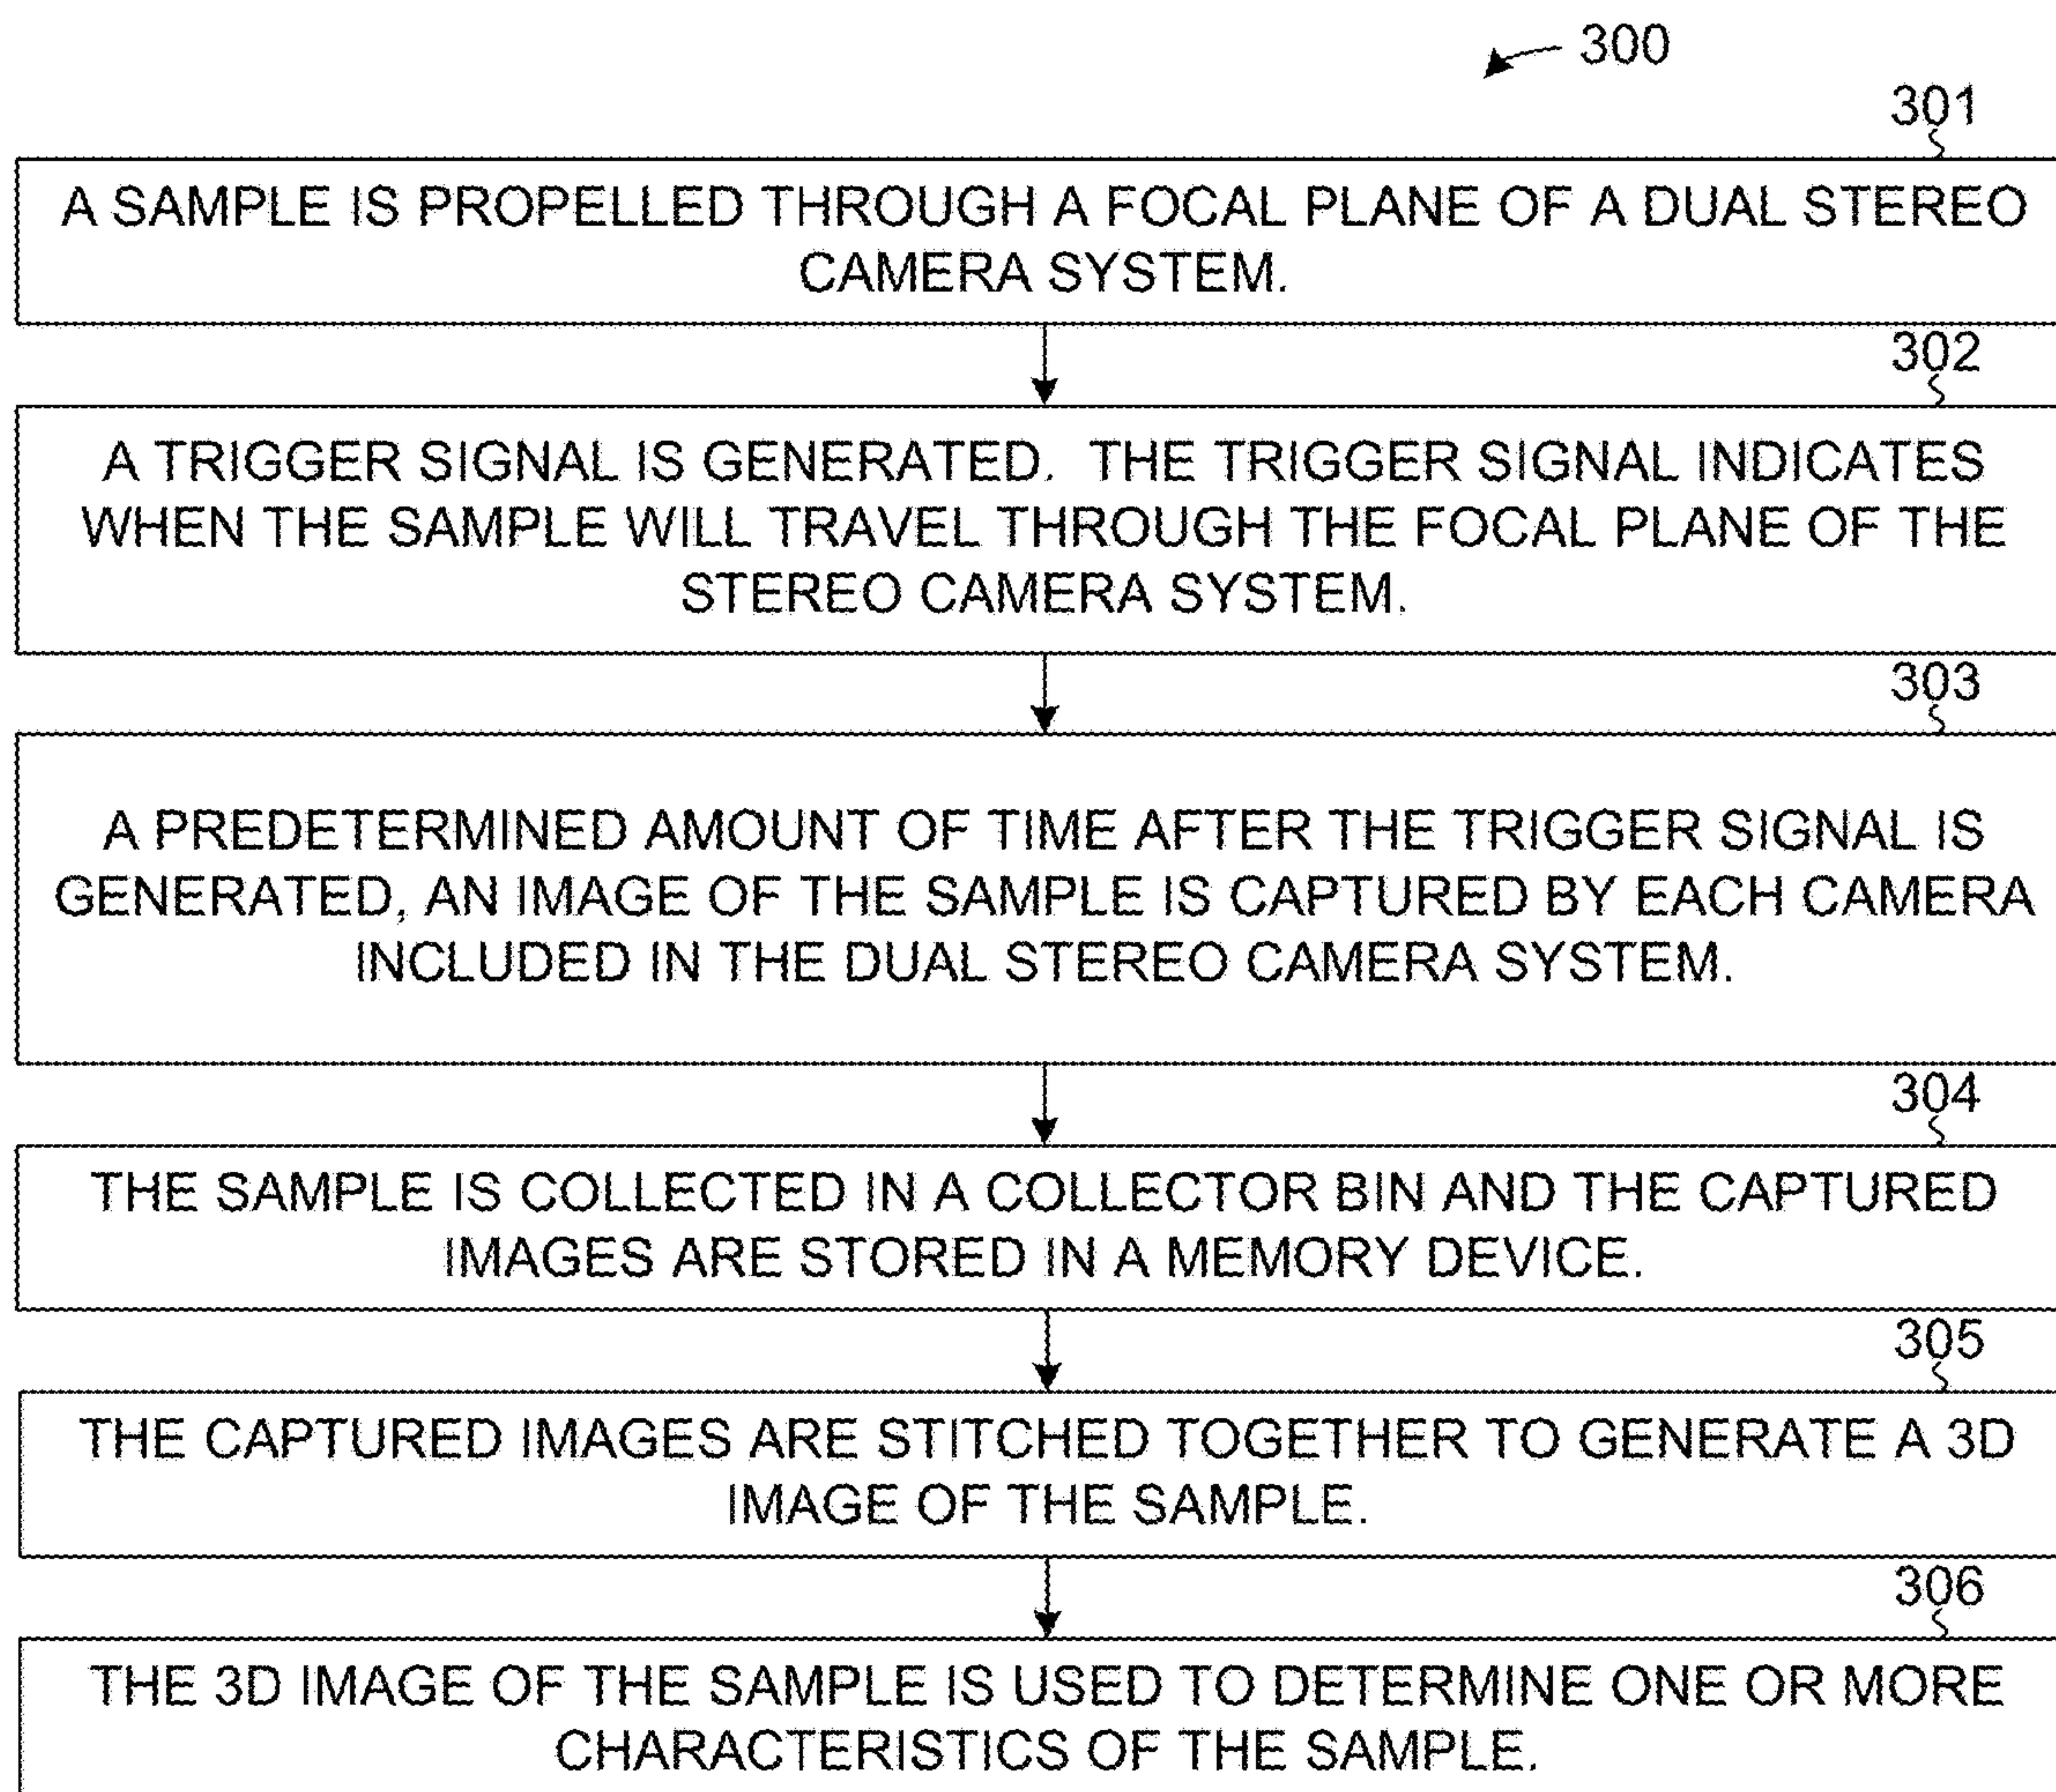 300
301
A SAMPLE IS PROPELLED THROUGH A FOCAL PLANE OF A DUAL STEREO
CAMERA SYSTEM.
302
A TRIGGER SIGNAL IS GENERATED. THE TRIGGER SIGNAL INDICATES
WHEN THE SAMPLE WILL TRAVEL THROUGH THE FOCAL PLANE OF THE
STEREO CAMERA SYSTEM.
303
A PREDETERMINED AMOUNT OF TIME AFTER THE TRIGGER SIGNAL IS
GENERATED, AN IMAGE OF THE SAMPLE IS CAPTURED BY EACH CAMERA
INCLUDED IN THE DUAL STEREO CAMERA SYSTEM.
304
THE SAMPLE IS COLLECTED IN A COLLECTOR BIN AND THE CAPTURED
IMAGES ARE STORED IN A MEMORY DEVICE.
305
THE CAPTURED IMAGES ARE STITCHED TOGETHER TO GENERATE A 3D
IMAGE OF THE SAMPLE.
306
THE 3D IMAGE OF THE SAMPLE IS USED TO DETERMINE ONE OR MORE
CHARACTERISTICS OF THE SAMPLE.